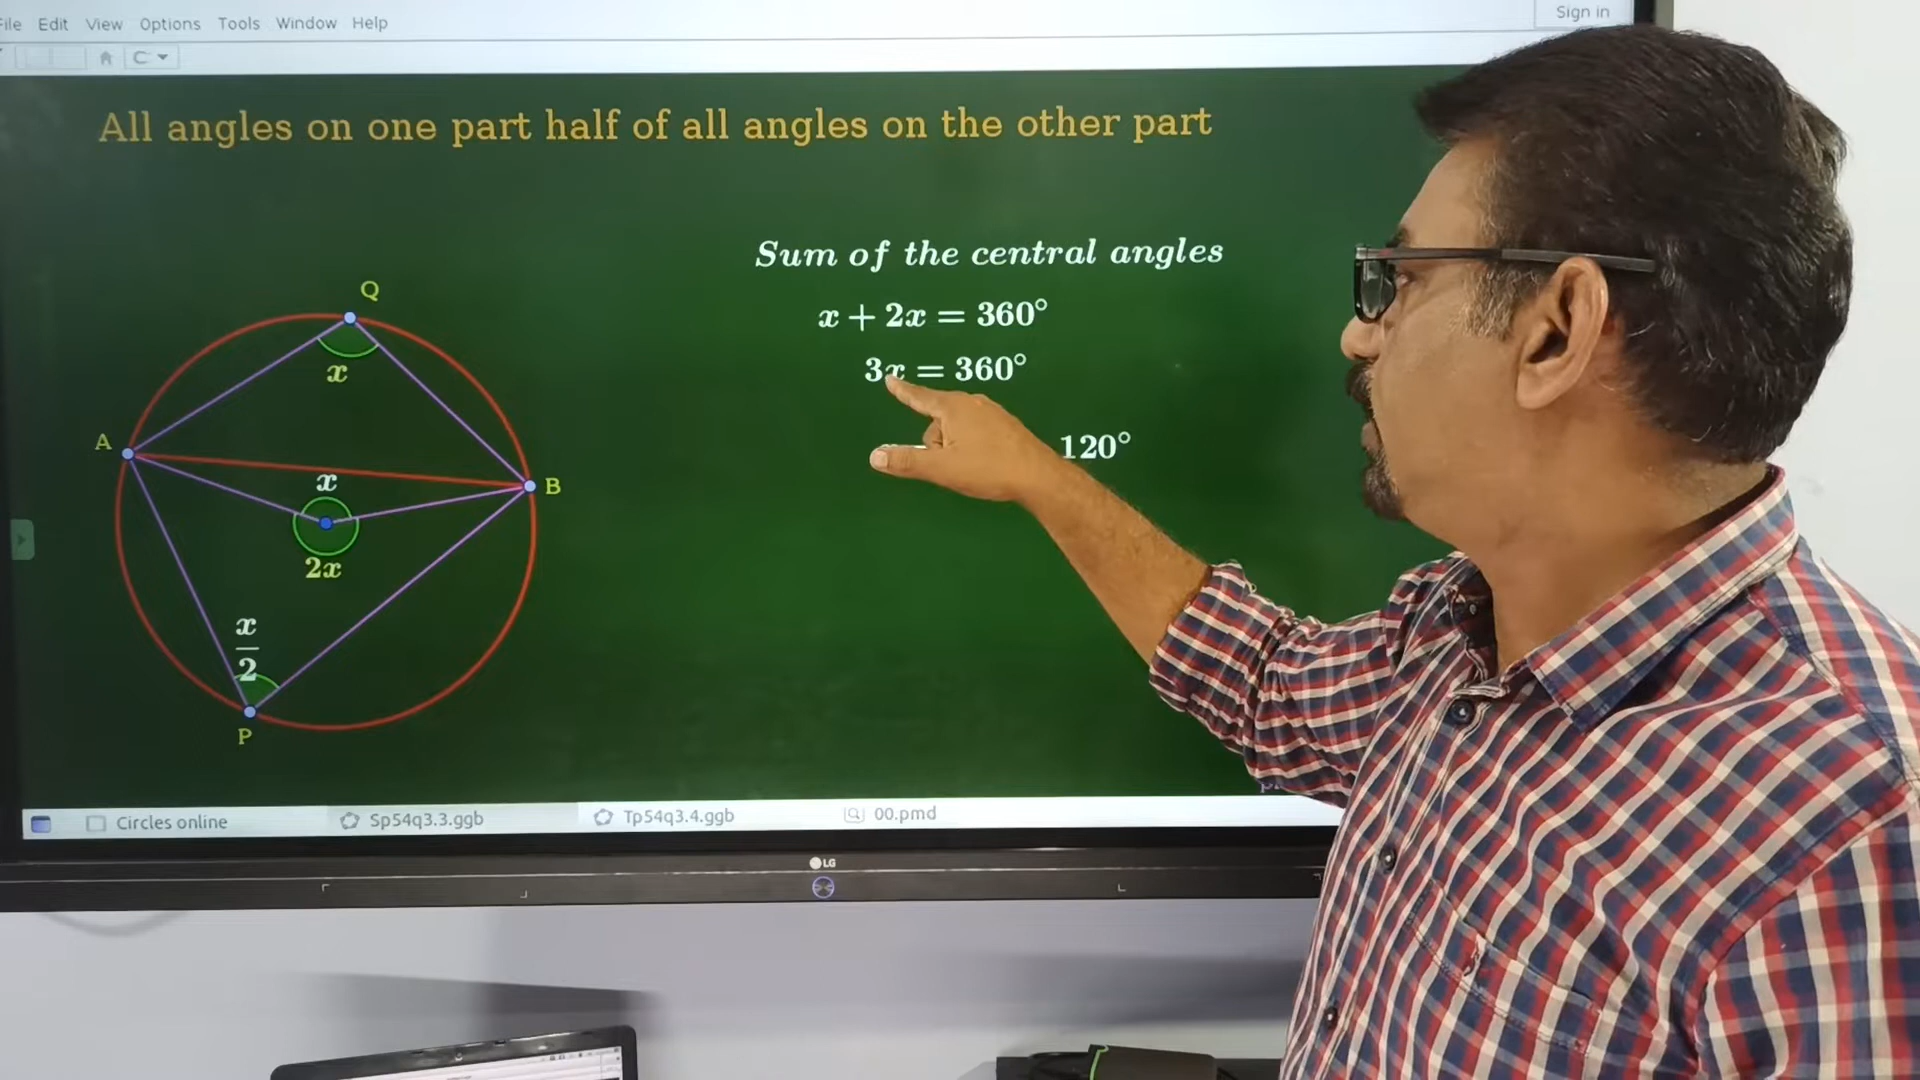 File Edit View Options Tools Window Help
Sign in
C
All angles on one part half of all angles on the other part
Sum of the central angles
x + 2x = 360°
3x = 360°
120°
Q
x
A
x
B
2x
x/2
P
Circles online
Sp54q3.3.ggb
Tp54q3.4.ggb
00.pmd
LG